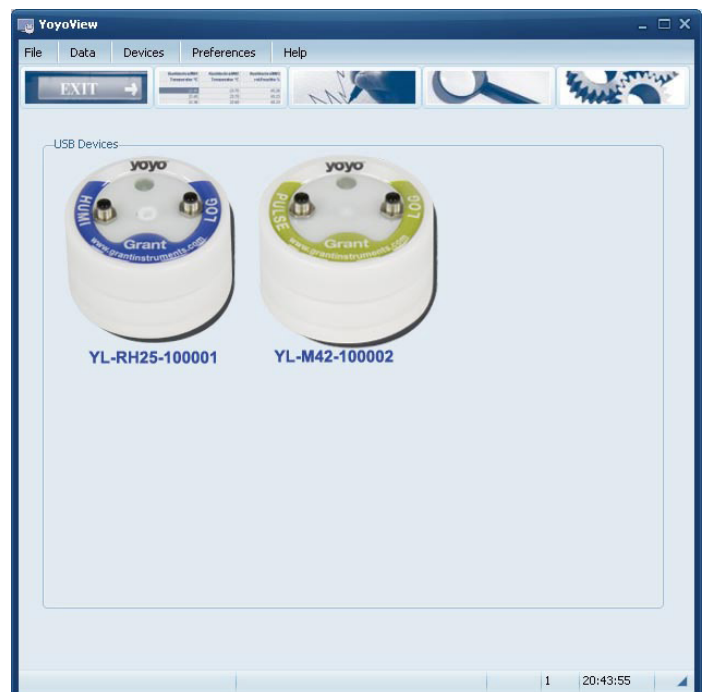 YoyoView
File Data Devices Preferences Help
EXIT
USB Devices
yoyo
HUMI
LOG
Grant
www.grantinstruments.com
YL-RH25-100001
yoyo
PULSE
LOG
Grant
www.grantinstruments.com
YL-M42-100002
1 20:43:55